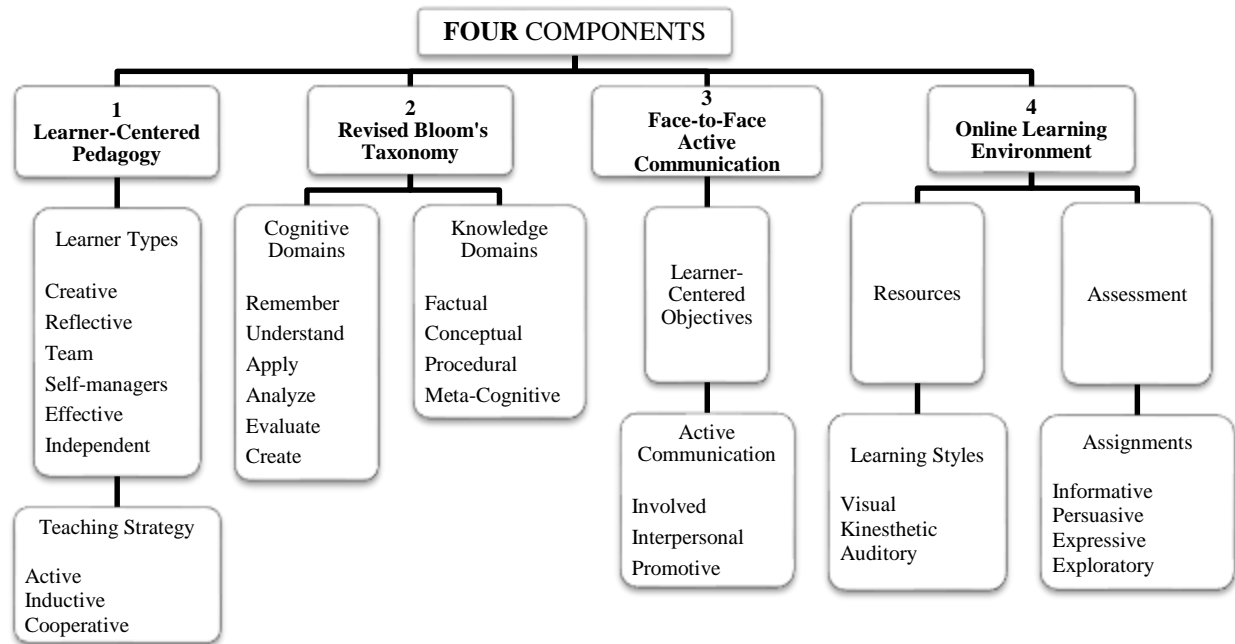 FOUR COMPONENTS
1
Learner-Centered
Pedagogy
Learner Types
Creative
Reflective
Team
Self-managers
Effective
Independent
Teaching Strategy
Active
Inductive
Cooperative
2
Revised Bloom's
Taxonomy
Cognitive
Domains
Remember
Understand
Apply
Analyze
Evaluate
Create
Knowledge
Domains
Factual
Conceptual
Procedural
Meta-Cognitive
3
Face-to-Face
Active
Communication
Learner-
Centered
Objectives
Active
Communication
Involved
Interpersonal
Promotive
4
Online Learning
Environment
Resources
Learning Styles
Visual
Kinesthetic
Auditory
Assessment
Assignments
Informative
Persuasive
Expressive
Exploratory